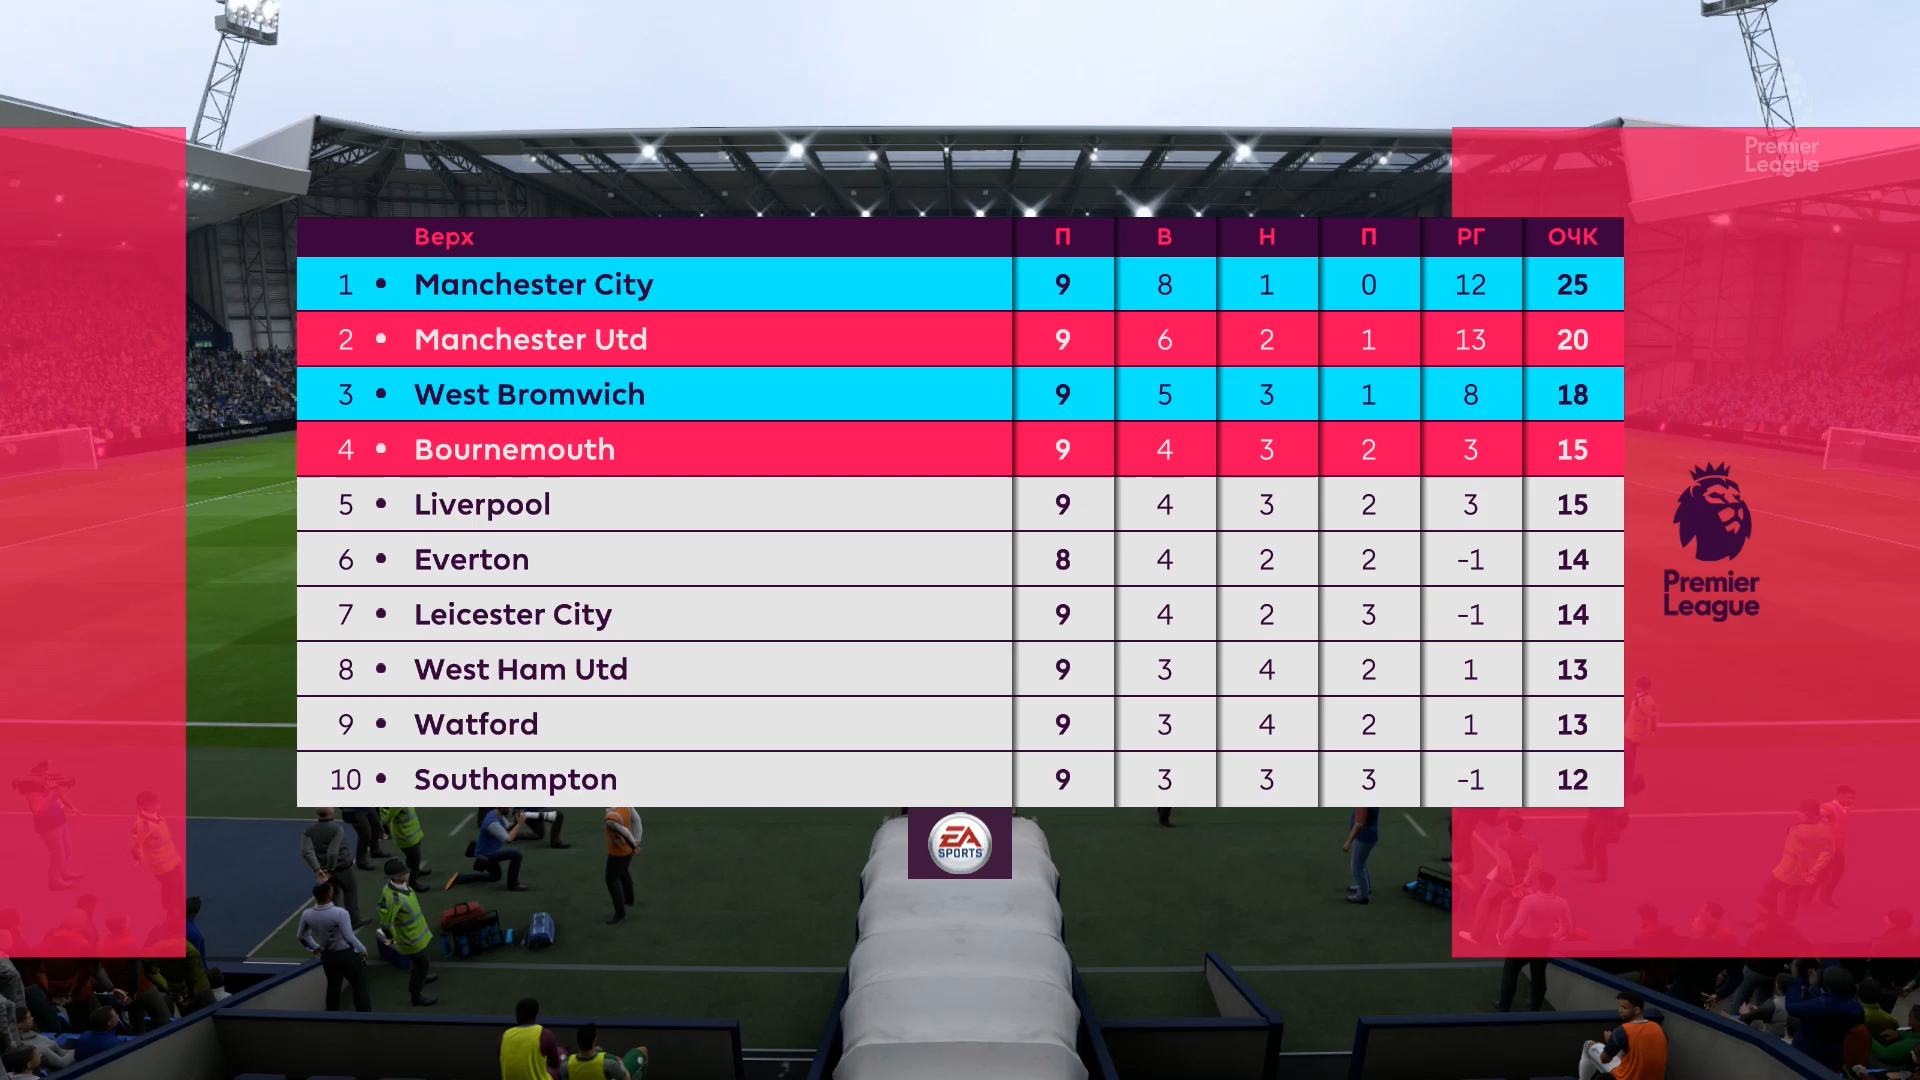 Premier
League
Верх П В Н П РГ ОЧК
1 • Manchester City 9 8 1 0 12 25
2 • Manchester Utd 9 6 2 1 13 20
3 • West Bromwich 9 5 3 1 8 18
4 • Bournemouth 9 4 3 2 3 15
5 • Liverpool 9 4 3 2 3 15
6 • Everton 8 4 2 2 -1 14
7 • Leicester City 9 4 2 3 -1 14
8 • West Ham Utd 9 3 4 2 1 13
9 • Watford 9 3 4 2 1 13
10 • Southampton 9 3 3 3 -1 12
Premier
League
EA
SPORTS